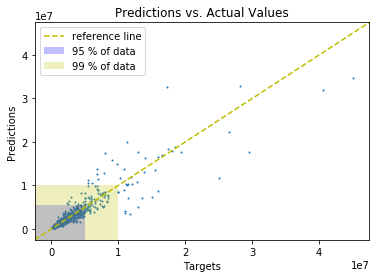 Predictions vs. Actual Values
1e7
reference line
95 % of data
99 % of data
4
3
2
1
0
Predictions
0 1 2 3 4
Targets
1e7